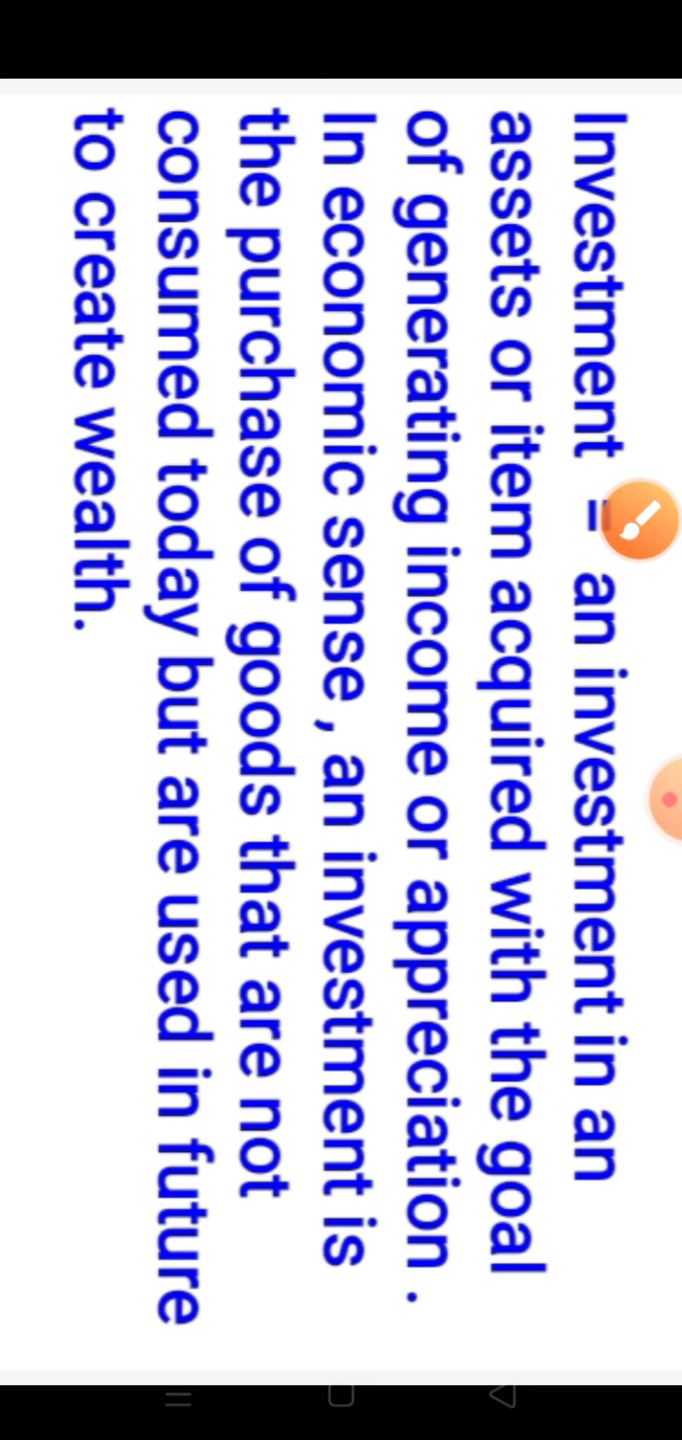 Investment = an investment in an
assets or item acquired with the goal
of generating income or appreciation .
In economic sense , an investment is
the purchase of goods that are not
consumed today but are used in future
to create wealth.